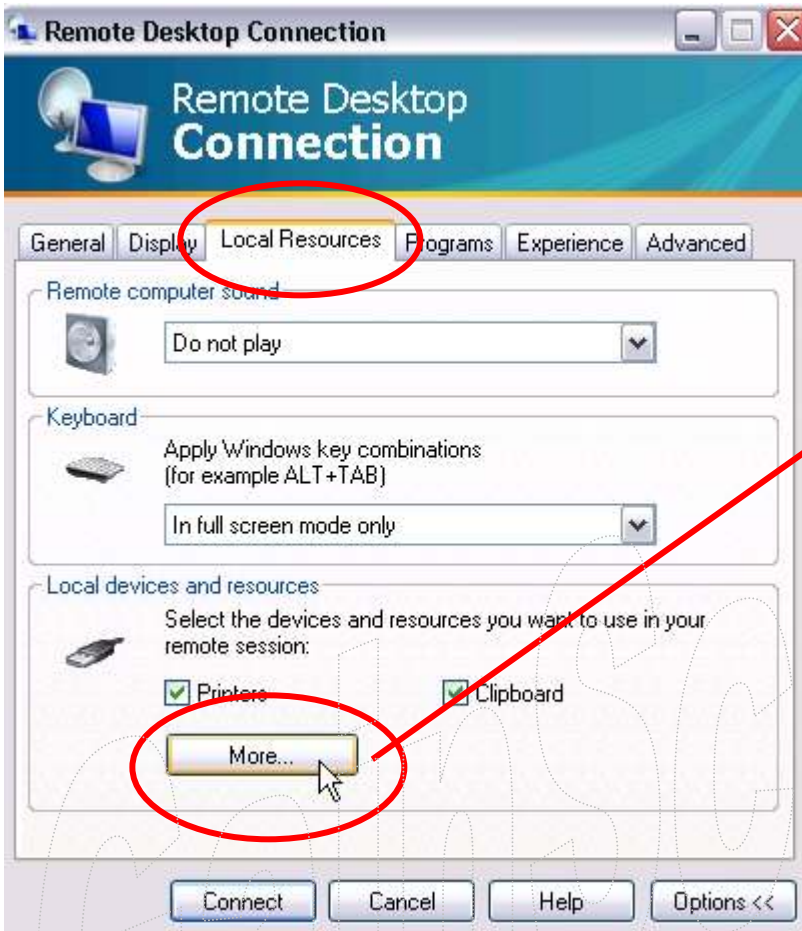 Remote Desktop Connection
Remote Desktop
Connection
General Display Local Resources Programs Experience Advanced
Remote computer sound
Do not play
Keyboard
Apply Windows key combinations
(for example ALT+TAB)
In full screen mode only
Local devices and resources
Select the devices and resources you want to use in your
remote session:
Printers Clipboard
More...
Connect Cancel Help Options <<